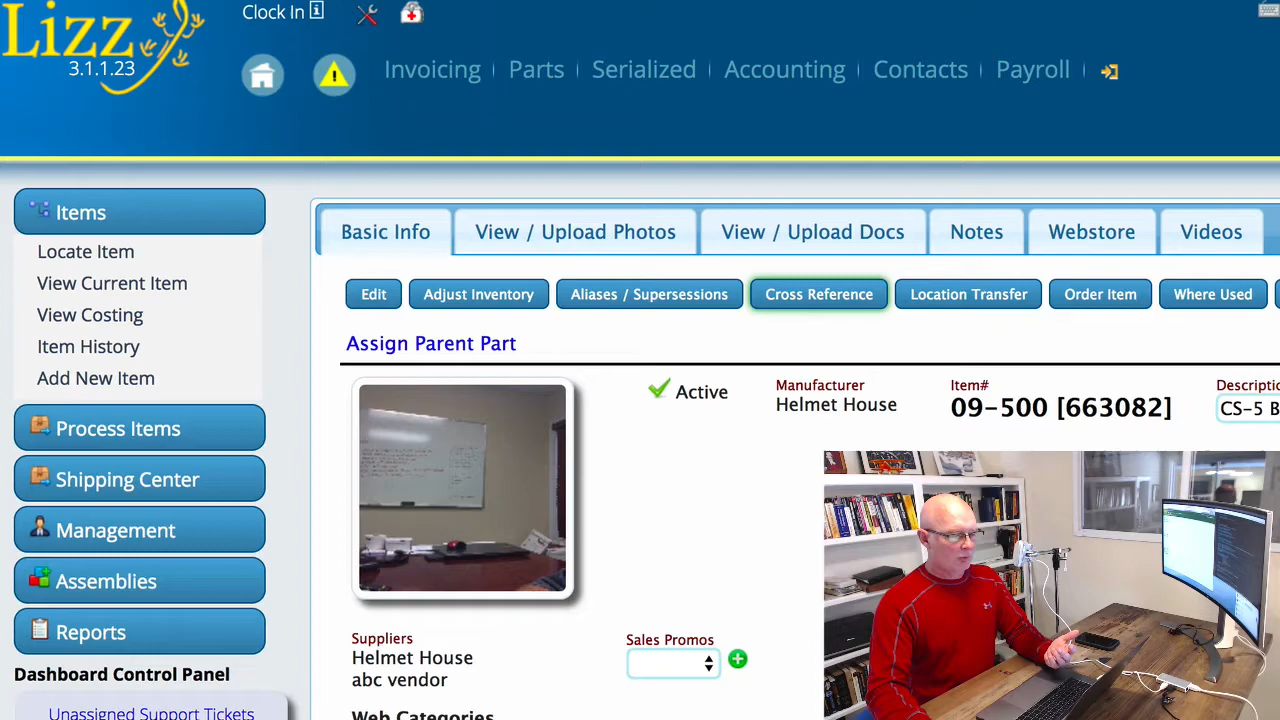 Lizz
3.1.1.23
Clock In
Invoicing
Parts
Serialized
Accounting
Contacts
Payroll
Items
Locate Item
View Current Item
View Costing
Item History
Add New Item
Process Items
Shipping Center
Management
Assemblies
Reports
Dashboard Control Panel
Unassigned Support Tickets
Basic Info
View / Upload Photos
View / Upload Docs
Notes
Webstore
Videos
Edit
Adjust Inventory
Aliases / Supersessions
Cross Reference
Location Transfer
Order Item
Where Used
Assign Parent Part
Active
Manufacturer
Helmet House
Item#
09-500 [663082]
Descriptio
CS-5 B
Suppliers
Helmet House
abc vendor
Sales Promos
Web Categories